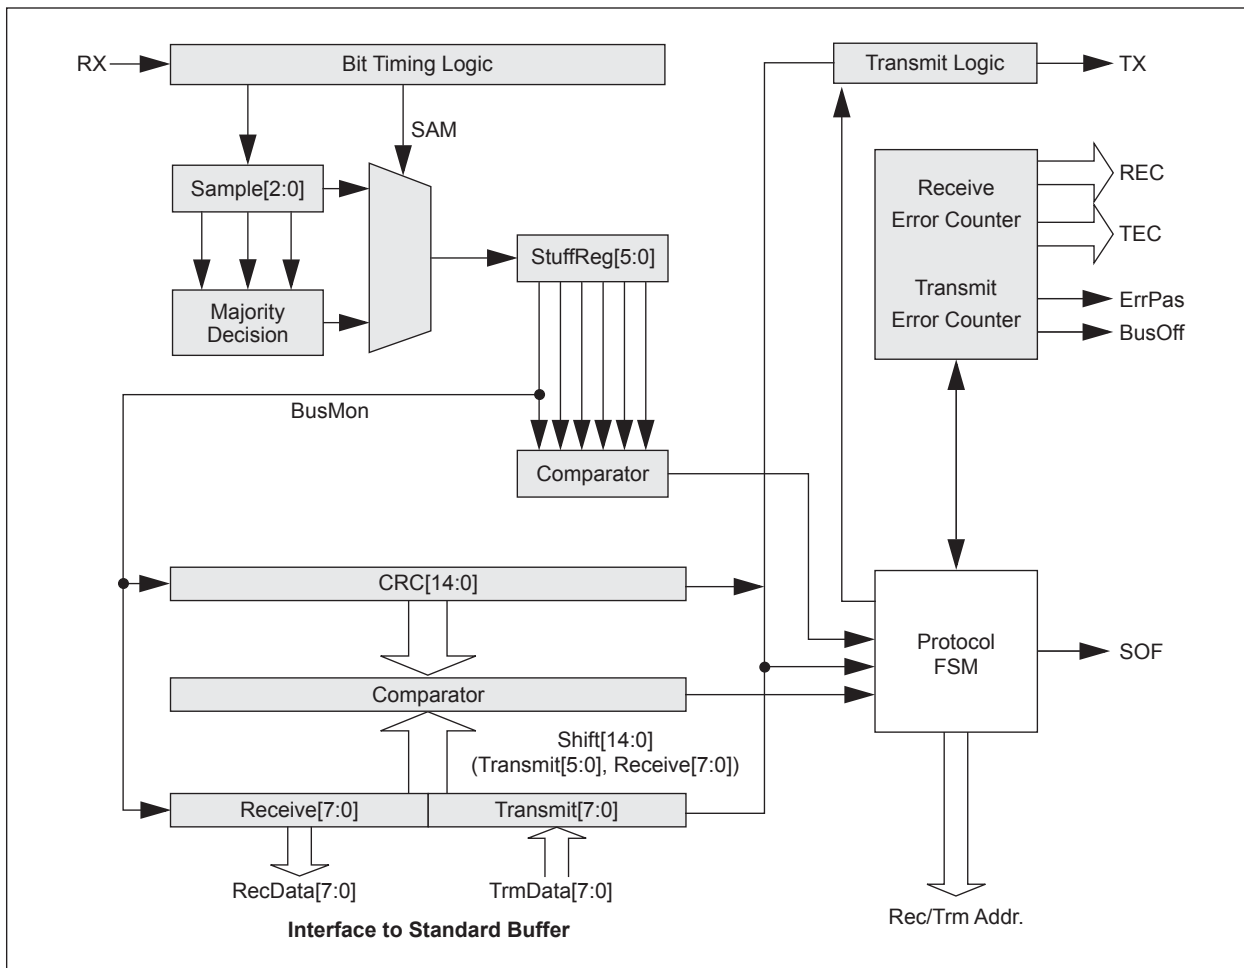 RX
Bit Timing Logic
Transmit Logic
TX
SAM
Sample[2:0]
Receive
Error Counter
REC
TEC
StuffReg[5:0]
Majority
Decision
Transmit
Error Counter
ErrPas
BusOff
BusMon
Comparator
CRC[14:0]
Protocol
FSM
SOF
Comparator
Shift[14:0]
(Transmit[5:0], Receive[7:0])
Receive[7:0]
Transmit[7:0]
RecData[7:0]
TrmData[7:0]
Rec/Trm Addr.
Interface to Standard Buffer